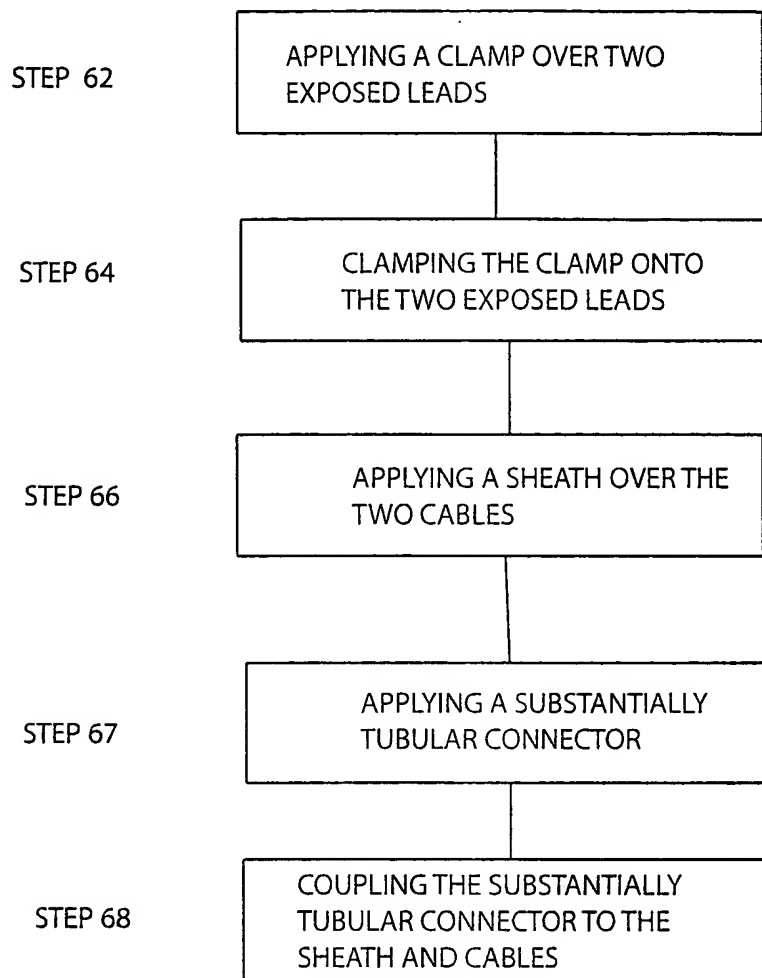 STEP 62
APPLYING A CLAMP OVER TWO
EXPOSED LEADS
STEP 64
CLAMPING THE CLAMP ONTO
THE TWO EXPOSED LEADS
STEP 66
APPLYING A SHEATH OVER THE
TWO CABLES
STEP 67
APPLYING A SUBSTANTIALLY
TUBULAR CONNECTOR
STEP 68
COUPLING THE SUBSTANTIALLY
TUBULAR CONNECTOR TO THE
SHEATH AND CABLES